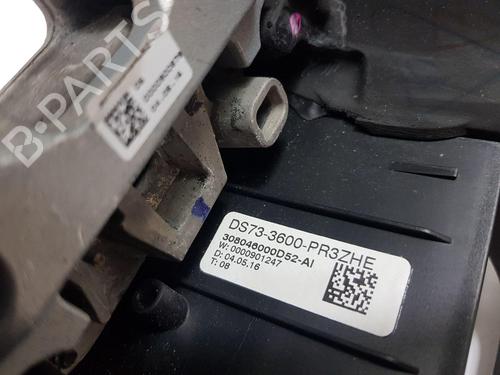 B-PARTS
DS73-3600-PR3ZHE
308046000D52-AI
W: 0000901247
D: 04.05.16
T: 08